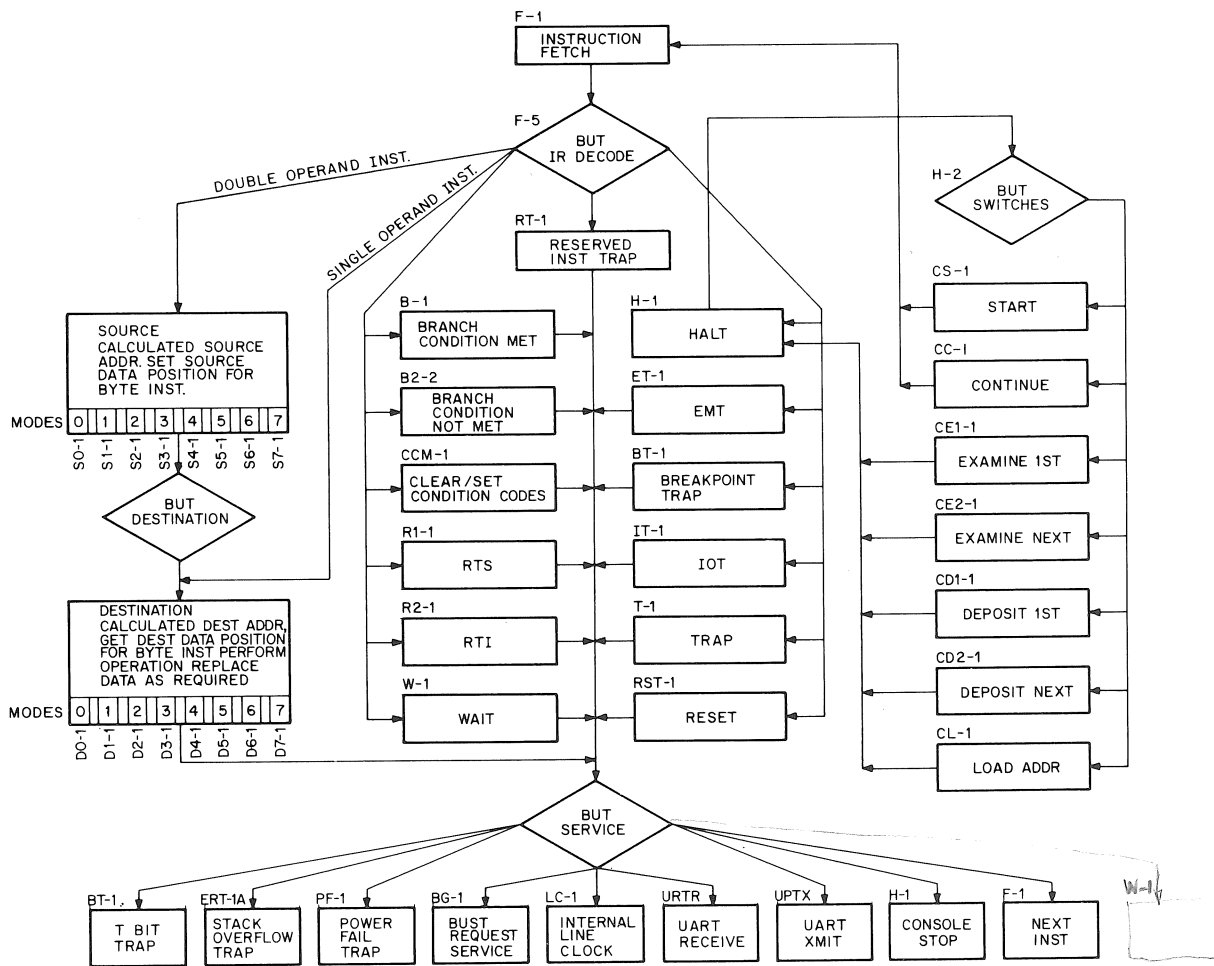 F-1
INSTRUCTION
FETCH
F-5
BUT
IR DECODE
DOUBLE OPERAND INST.
SINGLE OPERAND INST.
H-2
BUT
SWITCHES
RT-1
RESERVED
INST TRAP
SOURCE
CALCULATED SOURCE
ADDR. SET SOURCE
DATA POSITION FOR
BYTE INST.
MODES 0 1 2 3 4 5 6 7
S0-1 S1-1 S2-1 S3-1 S4-1 S5-1 S6-1 S7-1
BUT
DESTINATION
DESTINATION
CALCULATED DEST ADDR,
GET DEST DATA POSITION
FOR BYTE INST PERFORM
OPERATION REPLACE
DATA AS REQUIRED
MODES 0 1 2 3 4 5 6 7
D0-1 D1-1 D2-1 D3-1 D4-1 D5-1 D6-1 D7-1
B-1
BRANCH
CONDITION MET
B2-2
BRANCH
CONDITION
NOT MET
CCM-1
CLEAR/SET
CONDITION CODES
R1-1
RTS
R2-1
RTI
W-1
WAIT
H-1
HALT
ET-1
EMT
BT-1
BREAKPOINT
TRAP
IT-1
IOT
T-1
TRAP
RST-1
RESET
CS-1
START
CC-1
CONTINUE
CE1-1
EXAMINE 1ST
CE2-1
EXAMINE NEXT
CD1-1
DEPOSIT 1ST
CD2-1
DEPOSIT NEXT
CL-1
LOAD ADDR
BUT
SERVICE
BT-1.
T BIT
TRAP
ERT-1A
STACK
OVERFLOW
TRAP
PF-1
POWER
FAIL
TRAP
BG-1
BUST
REQUEST
SERVICE
LC-1
INTERNAL
LINE
CLOCK
URTR
UART
RECEIVE
UPTX
UART
XMIT
H-1
CONSOLE
STOP
F-1
NEXT
INST
W-1